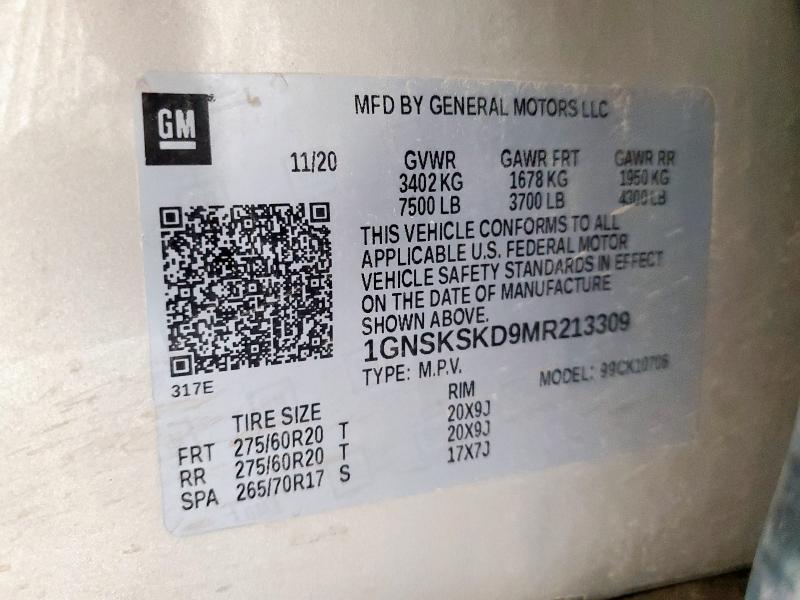 GM
MFD BY GENERAL MOTORS LLC
11/20 GVWR GAWR FRT GAWR RR
3402 KG 1678 KG 1950 KG
7500 LB 3700 LB 4300 LB
THIS VEHICLE CONFORMS TO ALL
APPLICABLE U.S. FEDERAL MOTOR
VEHICLE SAFETY STANDARDS IN EFFECT
ON THE DATE OF MANUFACTURE
SHOWN ABOVE.
1GNSKSKD9MR213309
317E
TYPE: M.P.V. MODEL: 99CK10706
TIRE SIZE RIM
FRT 275/60R20 T 20X9J
RR 275/60R20 T 20X9J
SPA 265/70R17 S 17X7J